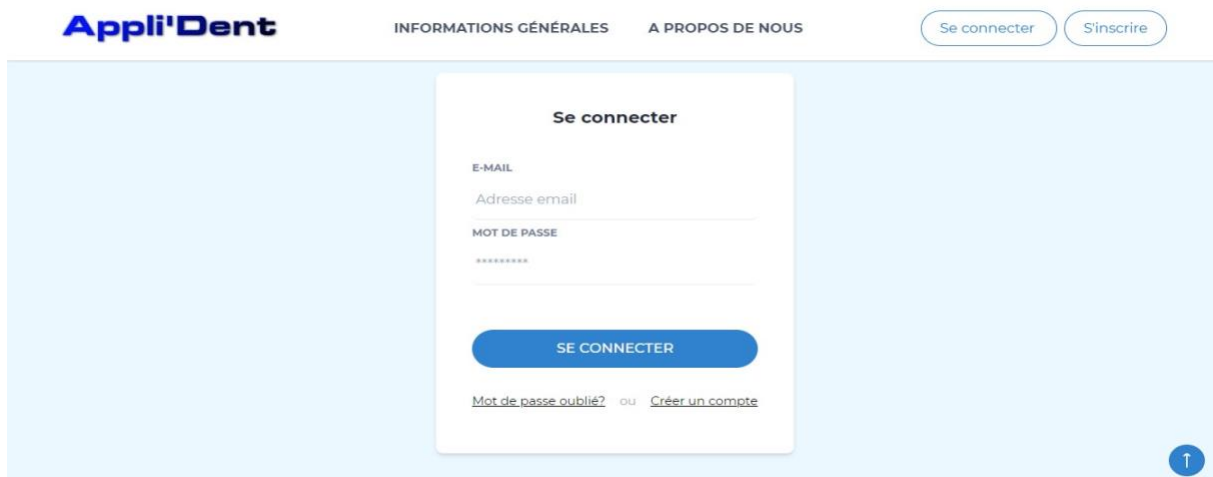 Appli'Dent INFORMATIONS GÉNÉRALES A PROPOS DE NOUS Se connecter S'inscrire
Se connecter
E-MAIL
Adresse email
MOT DE PASSE
*********
SE CONNECTER
Mot de passe oublié? ou Créer un compte